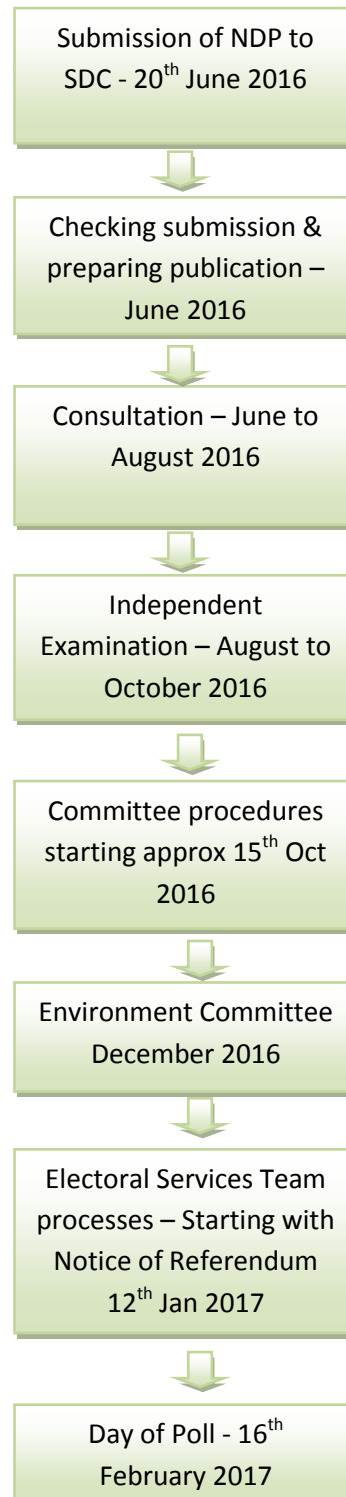 Submission of NDP to
SDC - 20th June 2016
Checking submission &
preparing publication –
June 2016
Consultation – June to
August 2016
Independent
Examination – August to
October 2016
Committee procedures
starting approx 15th Oct
2016
Environment Committee
December 2016
Electoral Services Team
processes – Starting with
Notice of Referendum
12th Jan 2017
Day of Poll - 16th
February 2017